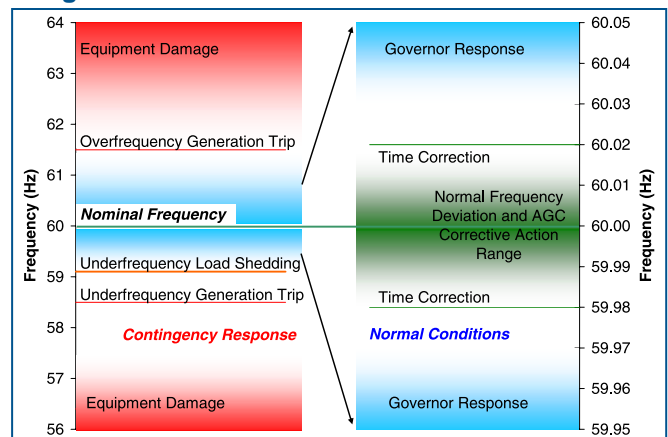 64
63
62
61
60
59
58
57
56
Frequency (Hz)
Equipment Damage
Overfrequency Generation Trip
Nominal Frequency
Underfrequency Load Shedding
Underfrequency Generation Trip
Contingency Response
Equipment Damage
Governor Response
Time Correction
Normal Frequency
Deviation and AGC
Corrective Action
Range
Time Correction
Normal Conditions
Governor Response
60.05
60.04
60.03
60.02
60.01
60.00
59.99
59.98
59.97
59.96
59.95
Frequency (Hz)